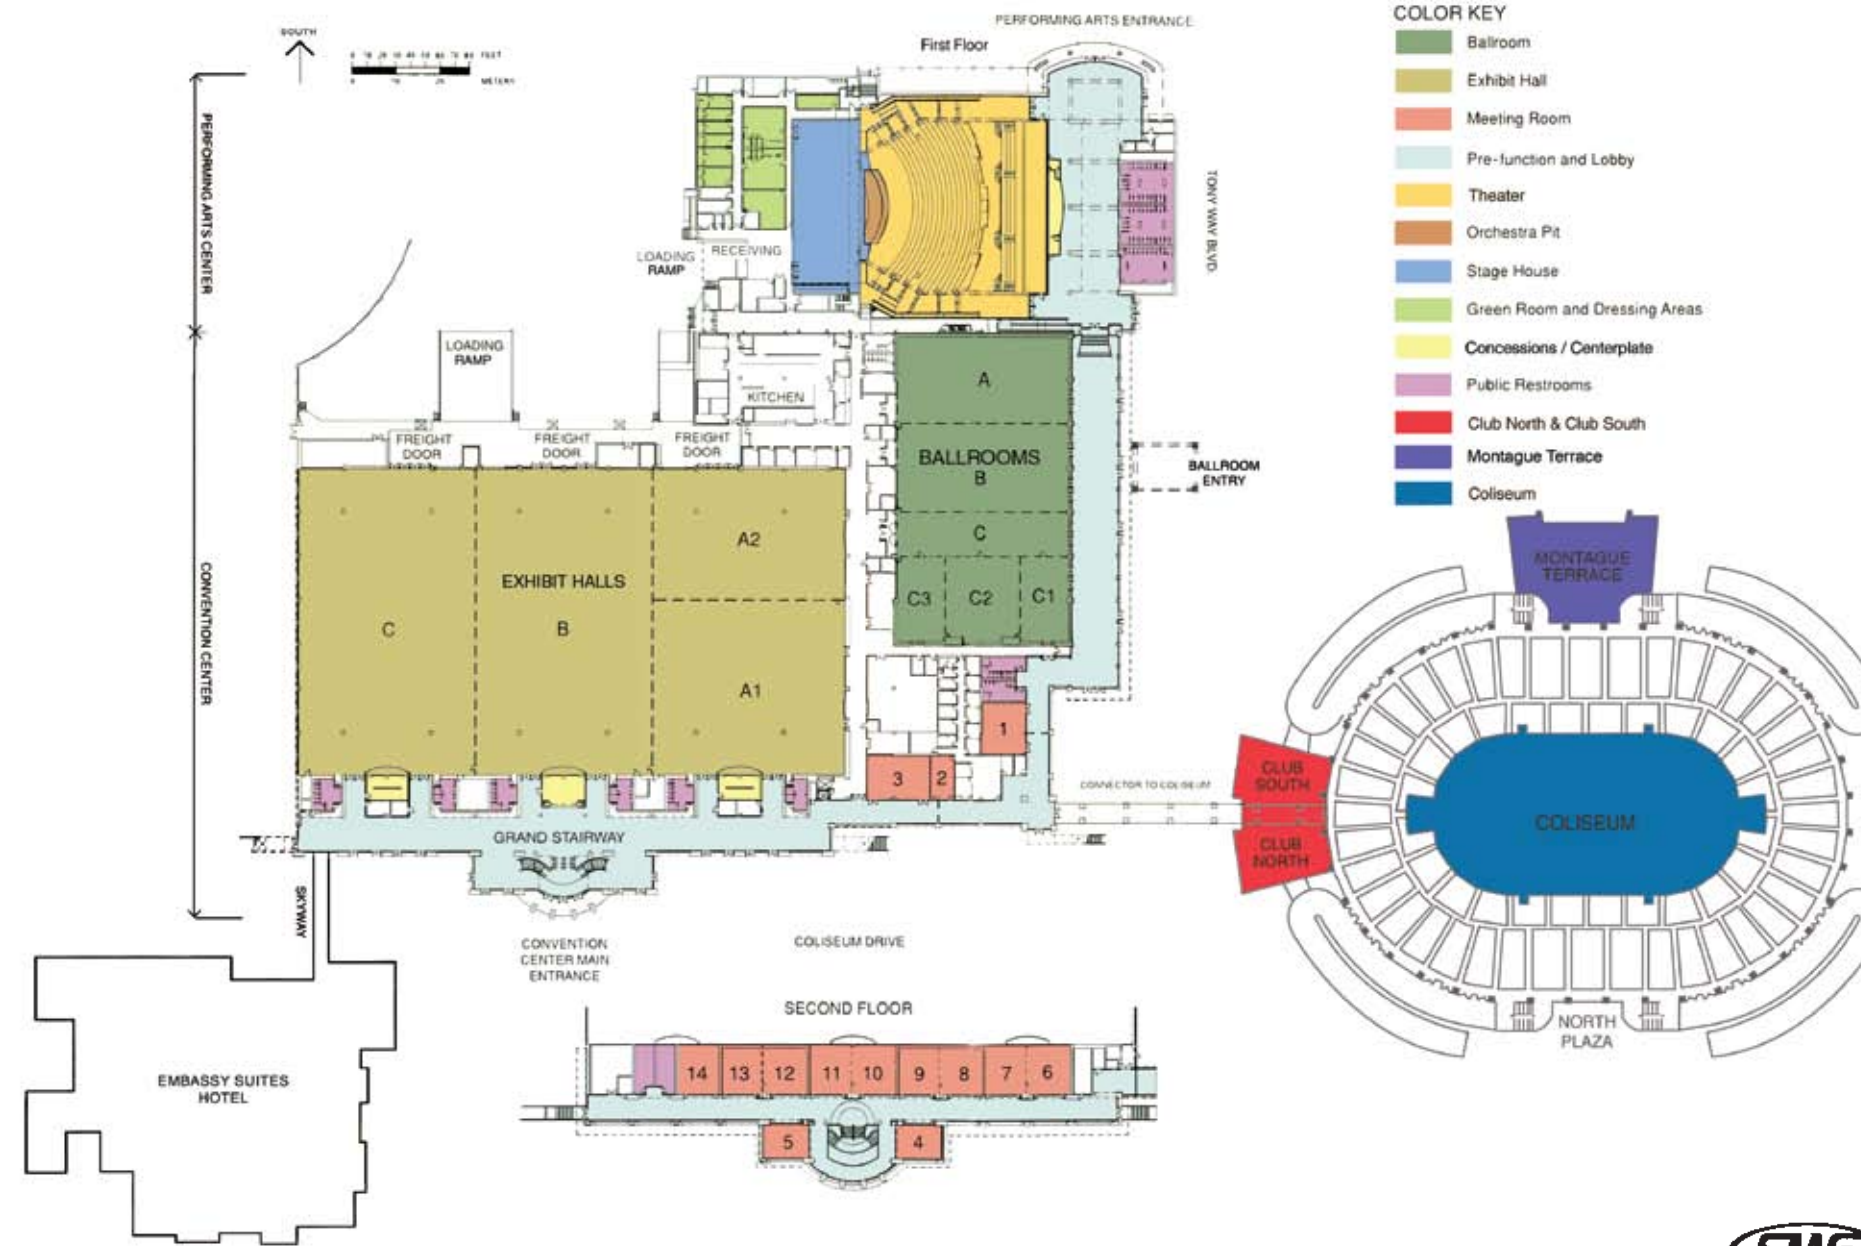 SOUTH
FEET
METERS
First Floor
PERFORMING ARTS ENTRANCE
PERFORMING ARTS CENTER
CONVENTION CENTER
TONY WAY BLVD.
LOADING
RAMP
RECEIVING
LOADING
RAMP
KITCHEN
FREIGHT
DOOR
FREIGHT
DOOR
FREIGHT
DOOR
A
BALLROOMS
B
C
C3
C2
C1
BALLROOM
ENTRY
EXHIBIT HALLS
C
B
A2
A1
1
3
2
CONNECTOR TO COLISEUM
GRAND STAIRWAY
SKYWAY
CONVENTION
CENTER MAIN
ENTRANCE
COLISEUM DRIVE
SECOND FLOOR
14
13
12
11
10
9
8
7
6
5
4
EMBASSY SUITES
HOTEL
COLOR KEY
Ballroom
Exhibit Hall
Meeting Room
Pre-function and Lobby
Theater
Orchestra Pit
Stage House
Green Room and Dressing Areas
Concessions / Centerplate
Public Restrooms
Club North & Club South
Montague Terrace
Coliseum
MONTAGUE
TERRACE
CLUB
SOUTH
CLUB
NORTH
COLISEUM
NORTH
PLAZA